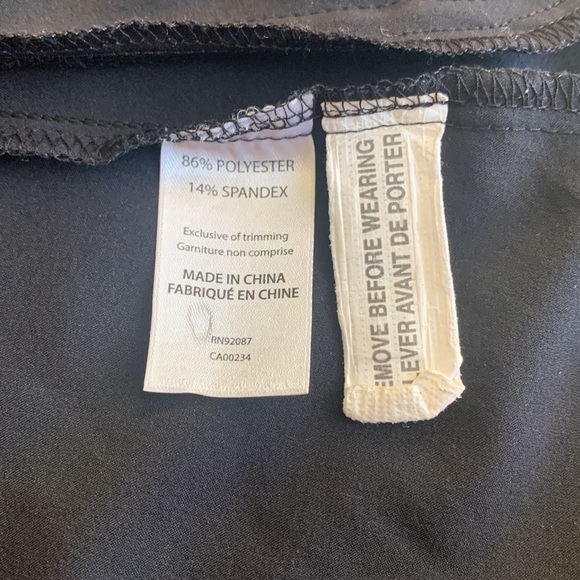 86% POLYESTER
14% SPANDEX
Exclusive of trimming
Garniture non comprise
MADE IN CHINA
FABRIQUÉ EN CHINE
RN92087
CA00234
EMOVE BEFORE WEARING
LEVER AVANT DE PORTER